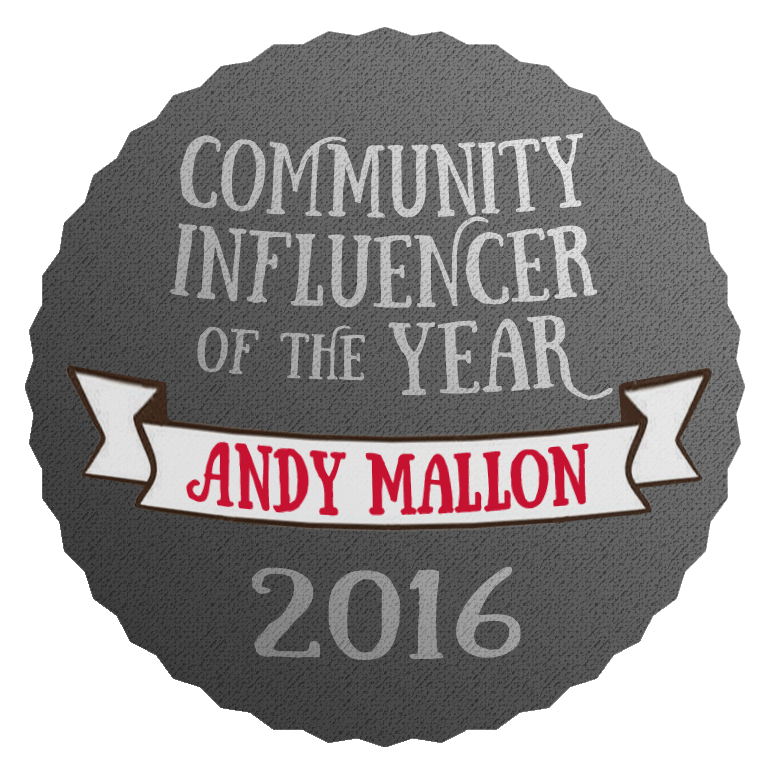 COMMUNITY
INFLUENCER
OF THE YEAR
ANDY MALLON
2016